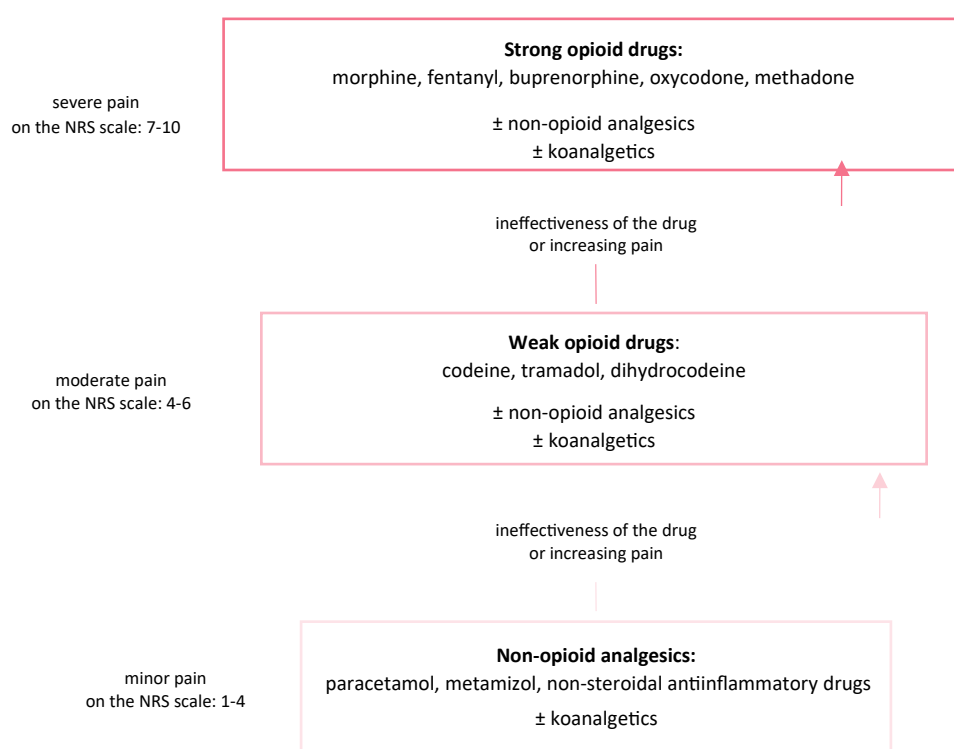 Strong opioid drugs:
morphine, fentanyl, buprenorphine, oxycodone, methadone
± non-opioid analgesics
± koanalgetics
severe pain
on the NRS scale: 7-10
ineffectiveness of the drug
or increasing pain
Weak opioid drugs:
codeine, tramadol, dihydrocodeine
± non-opioid analgesics
± koanalgetics
moderate pain
on the NRS scale: 4-6
ineffectiveness of the drug
or increasing pain
Non-opioid analgesics:
paracetamol, metamizol, non-steroidal antiinflammatory drugs
± koanalgetics
minor pain
on the NRS scale: 1-4